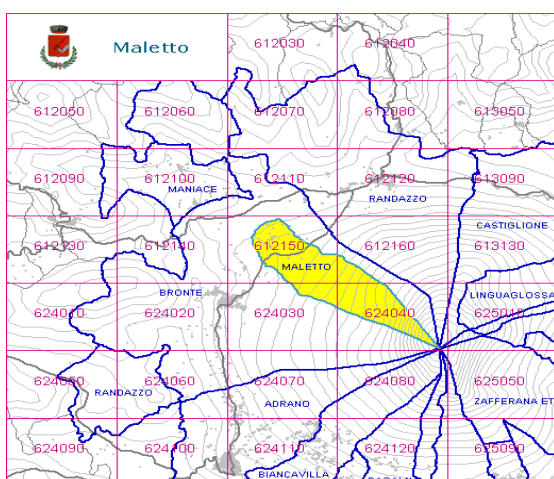 Maletto
612030 612040
612050 612060 612070 612080 613050
612090 612100 612110 612120 613090
MANIACE
RANDAZZO
CASTIGLIONE
612130 612140 612150 612160 613130
MALETTO
BRONTE
LINGUAGLOSSA
624010 624020 624030 624040 625010
624050 624060 624070 624080 625050
RANDAZZO
ADRANO
ZAFFERANA ET
624090 624100 624110 624120 625090
BIANCAVILLA